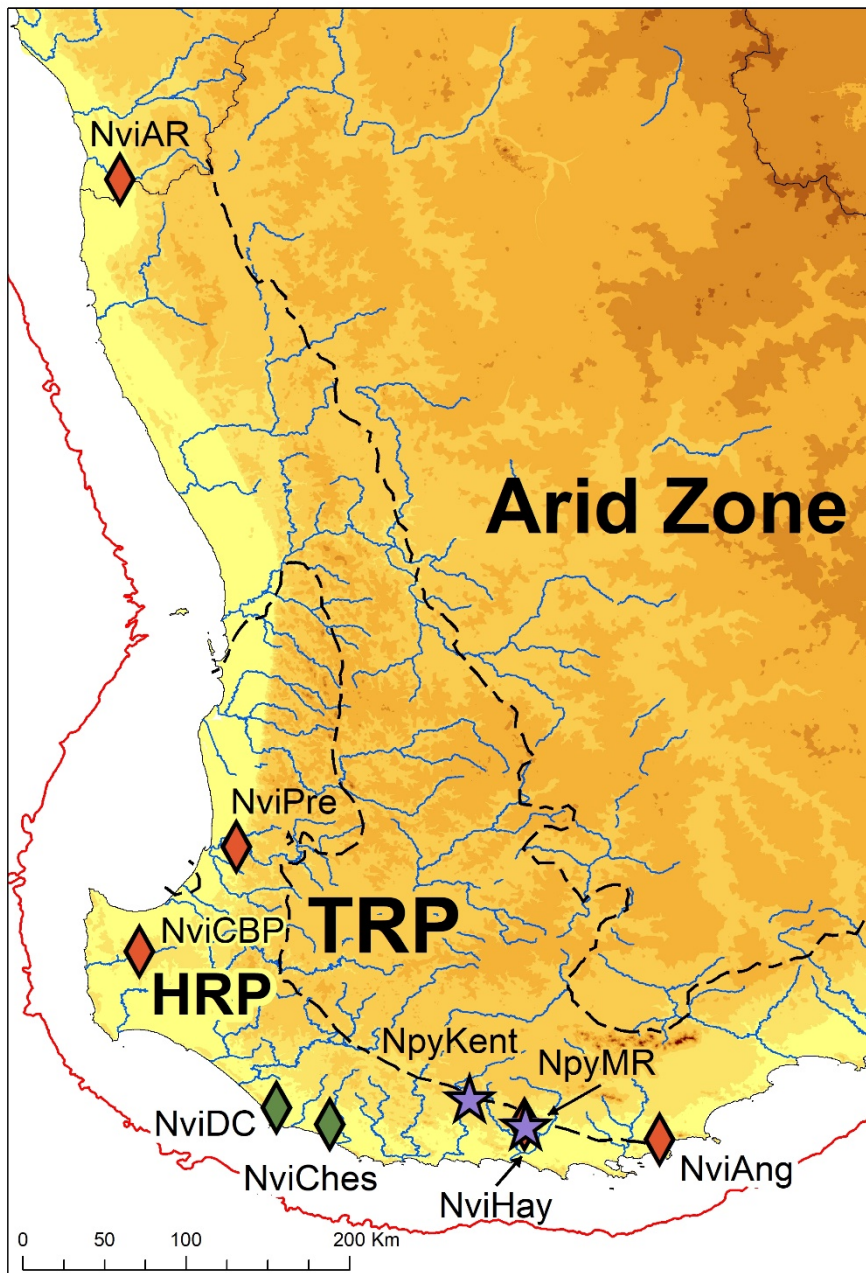 NviAR
Arid Zone
NviPre
TRP
NviCBP
HRP
NpyKent
NpyMR
NviDC
NviChes
NviHay
NviAng
0 50 100 200 Km